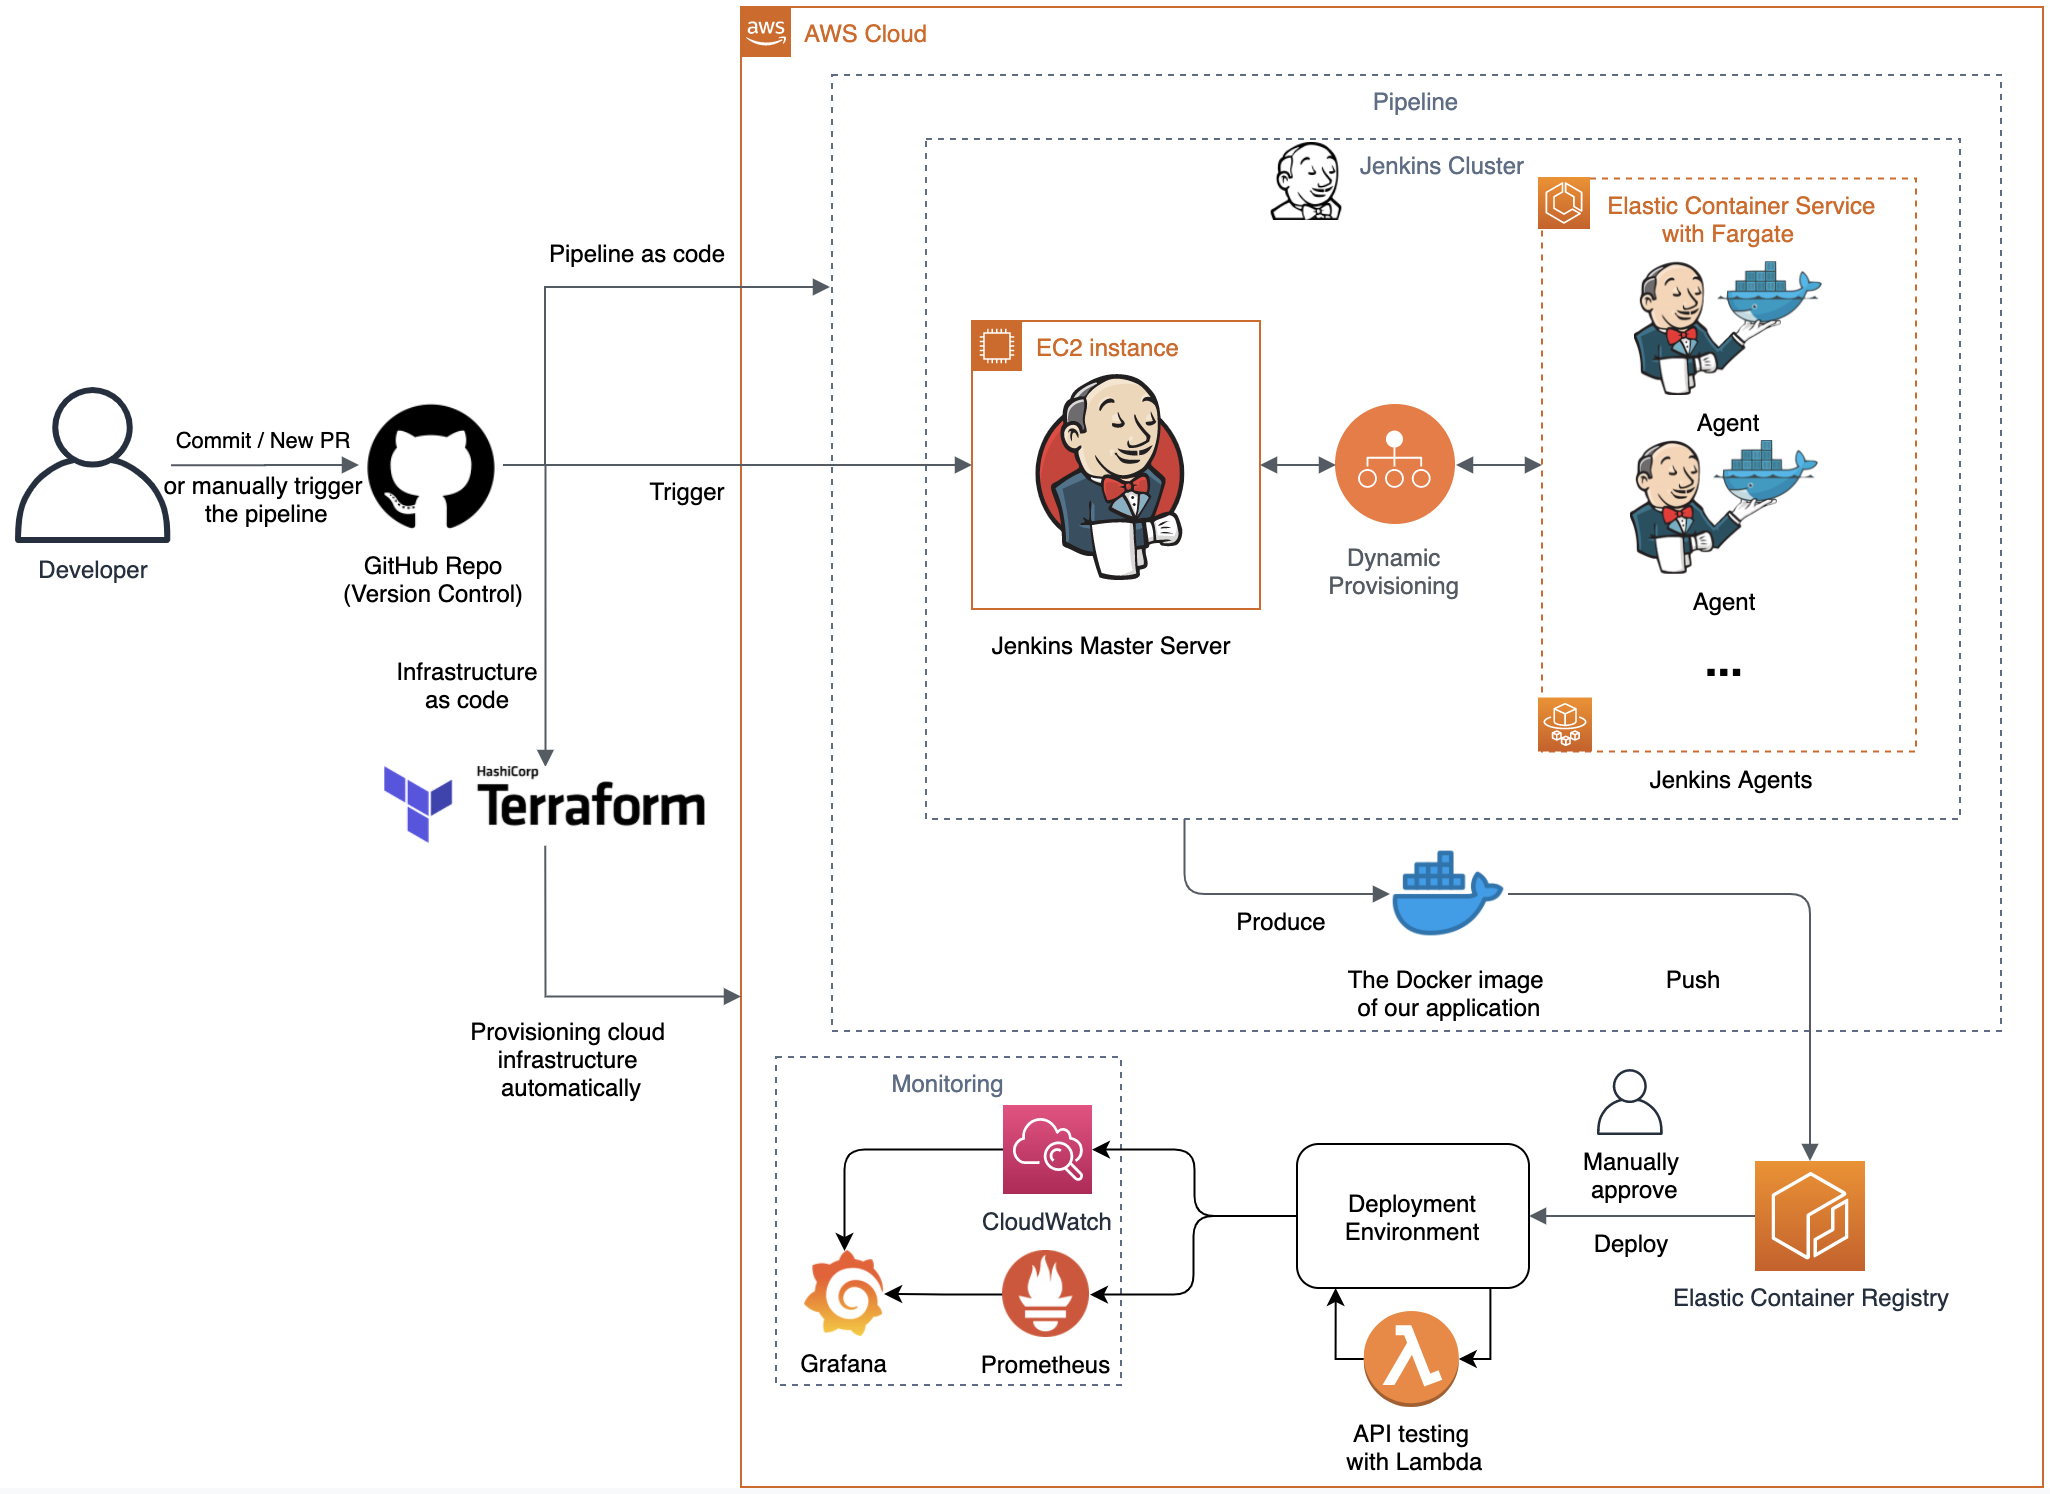 aws
AWS Cloud
Pipeline
Jenkins Cluster
Elastic Container Service
with Fargate
Pipeline as code
EC2 instance
Agent
Commit / New PR
or manually trigger
the pipeline
Trigger
Developer
GitHub Repo
(Version Control)
Dynamic
Provisioning
Agent
Jenkins Master Server
...
Infrastructure
as code
HashiCorp
Terraform
Jenkins Agents
Produce
The Docker image
of our application
Push
Provisioning cloud
infrastructure
automatically
Monitoring
CloudWatch
Deployment
Environment
Manually
approve
Deploy
Elastic Container Registry
Grafana
Prometheus
API testing
with Lambda